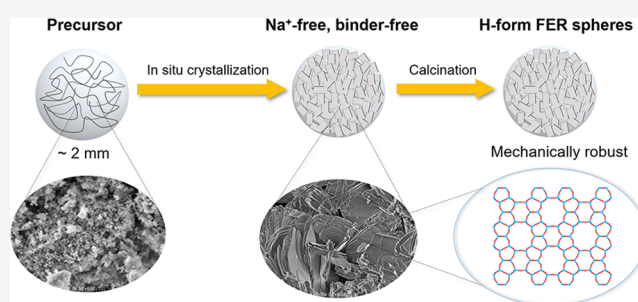 Precursor
Na⁺-free, binder-free
H-form FER spheres
In situ crystallization
Calcination
~ 2 mm
Mechanically robust